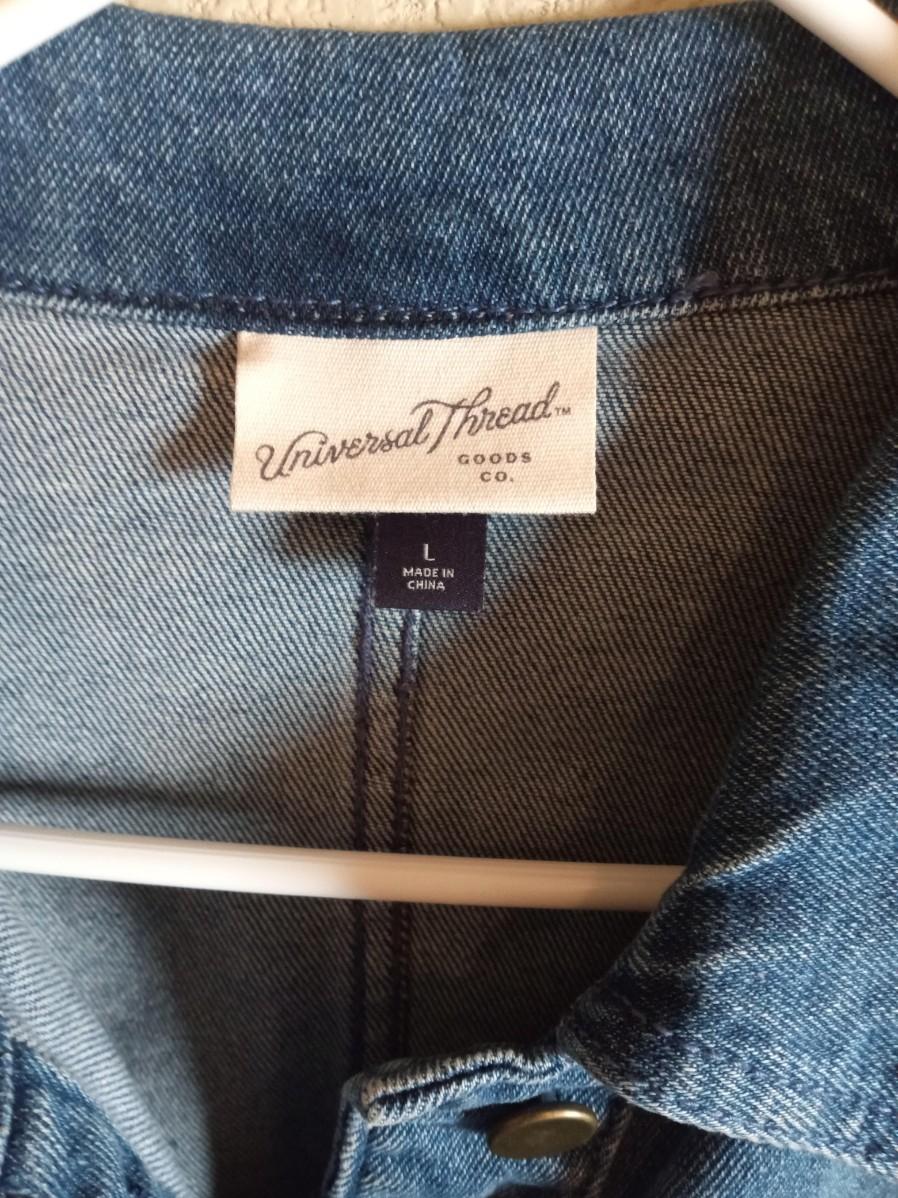 Universal Thread™
GOODS
CO.
L
MADE IN
CHINA